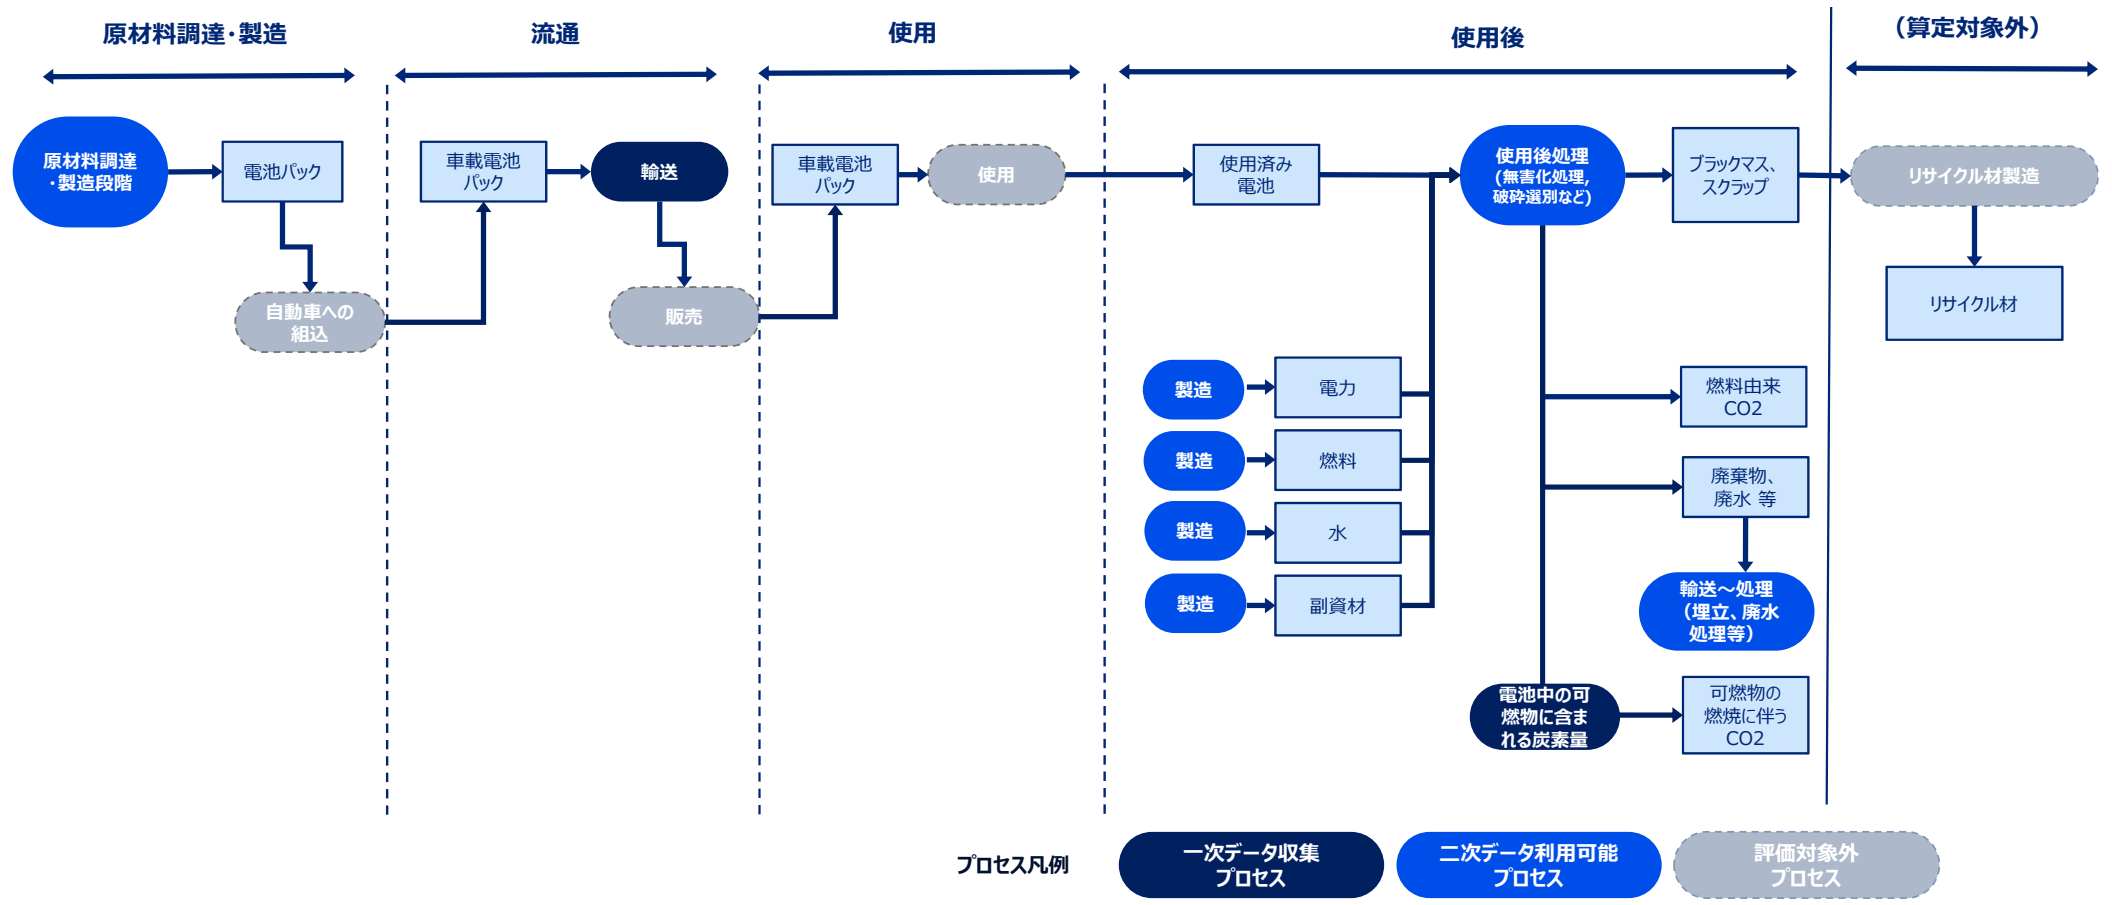 原材料調達・製造
流通
使用
使用後
（算定対象外）
原材料調達
・製造段階
電池パック
自動車への
組込
車載電池
パック
輸送
販売
車載電池
パック
使用
使用済み
電池
使用後処理
(無害化処理,
破砕選別など)
ブラックマス、
スクラップ
リサイクル材製造
リサイクル材
製造
電力
製造
燃料
製造
水
製造
副資材
燃料由来
CO2
廃棄物、
廃水 等
輸送～処理
（埋立、廃水
処理等）
電池中の可
燃物に含ま
れる炭素量
可燃物の
燃焼に伴う
CO2
プロセス凡例
一次データ収集
プロセス
二次データ利用可能
プロセス
評価対象外
プロセス